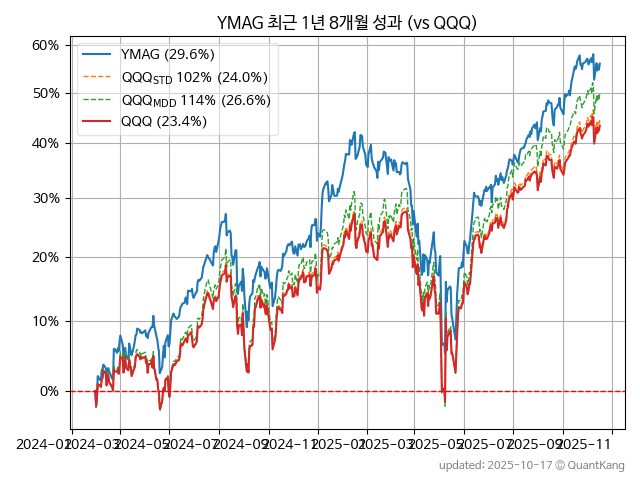 YMAG 최근 1년 8개월 성과 (vs QQQ)
60%
50%
40%
30%
20%
10%
0%
YMAG (29.6%)
QQQSTD 102% (24.0%)
QQQMDD 114% (26.6%)
QQQ (23.4%)
2024-01 2024-03 2024-05 2024-07 2024-09 2024-11 2025-01 2025-03 2025-05 2025-07 2025-09 2025-11
updated: 2025-10-17 © QuantKang